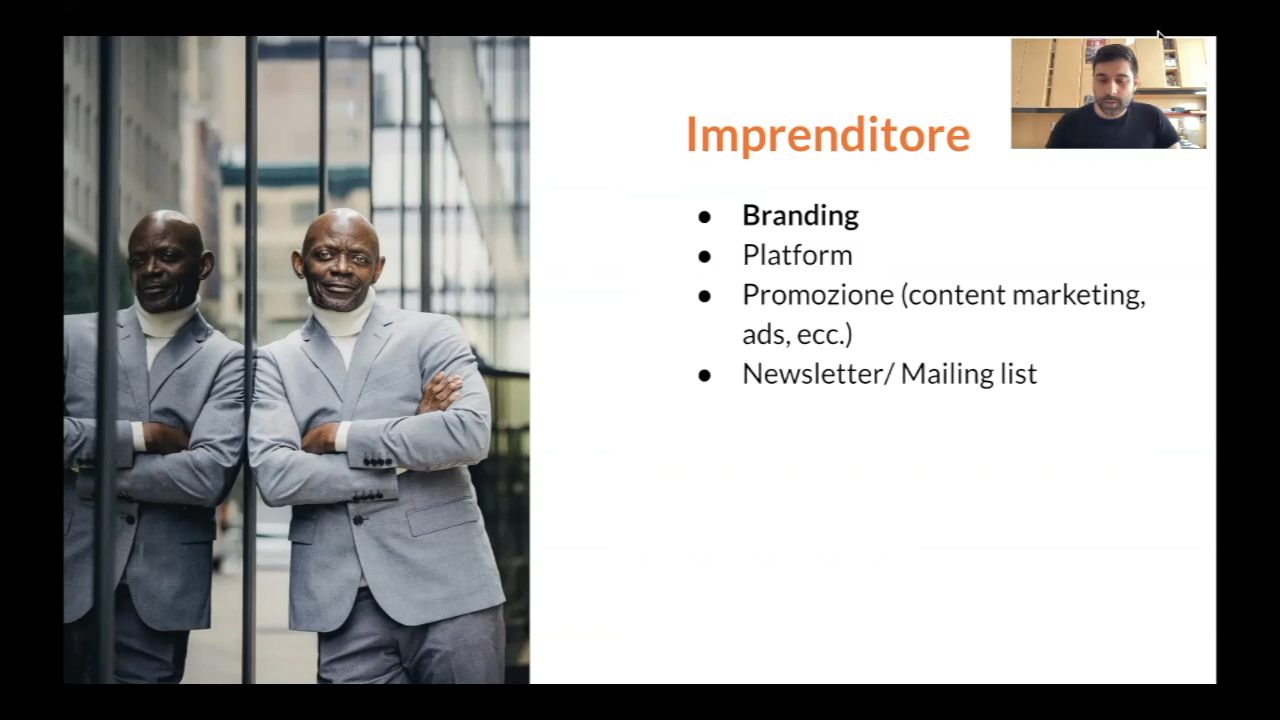 Imprenditore
● Branding
● Platform
● Promozione (content marketing,
ads, ecc.)
● Newsletter/ Mailing list